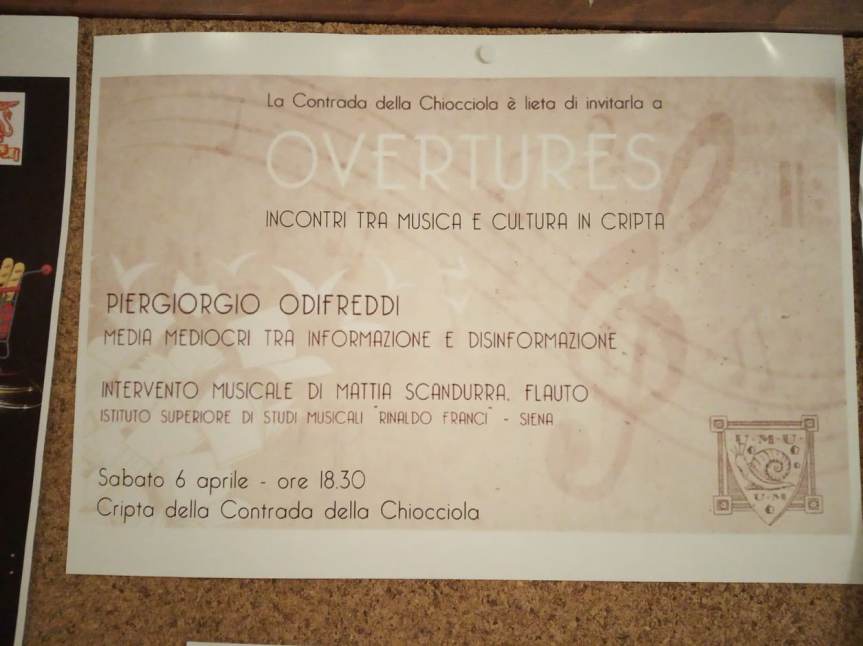 La Contrada della Chiocciola è lieta di invitarla a
OVERTURES
INCONTRI TRA MUSICA E CULTURA IN CRIPTA
PIERGIORGIO ODIFREDDI
MEDIA MEDIOCRI TRA INFORMAZIONE E DISINFORMAZIONE
INTERVENTO MUSICALE DI MATTIA SCANDURRA, FLAUTO
ISTITUTO SUPERIORE DI STUDI MUSICALI "RINALDO FRANCI" - SIENA
Sabato 6 aprile - ore 18.30
Cripta della Contrada della Chiocciola
U·M·U·
U·M